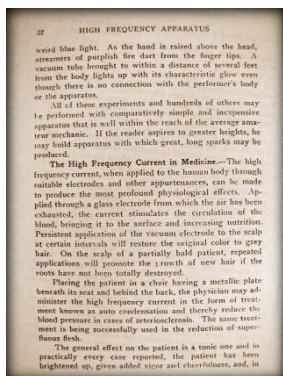 22 HIGH FREQUENCY APPARATUS
weird blue light. As the hand is raised above the head,
streamers of purplish fire dart from the finger tips. A
vacuum tube brought to within a distance of several feet
from the body lights up with its characteristic glow even
though there is no connection with the performer's body
or the apparatus.
All of these experiments and hundreds of others may
be performed with comparatively simple and inexpensive
apparatus that is well within the reach of the average ama-
teur mechanic. If the reader aspires to greater heights, he
may build apparatus with which great, long sparks may be
produced.
The High Frequency Current in Medicine.—The high
frequency current, when applied to the human body through
suitable electrodes and other appurtenances, can be made
to produce the most profound physiological effects. Ap-
plied through a glass electrode from which the air has been
exhausted, the current stimulates the circulation of the
blood, bringing it to the surface and increasing nutrition.
Persistent application of the vacuum electrode to the scalp
at certain intervals will restore the original color to grey
hair. On the scalp of a partially bald patient, repeated
applications will promote the growth of new hair if the
roots have not been totally destroyed.
Placing the patient in a chair having a metallic plate
beneath its seat and behind the back, the physician may ad-
minister the high frequency current in the form of treat-
ment known as auto condensation and thereby reduce the
blood pressure in cases of arteriosclerosis. The same treat-
ment is being successfully used in the reduction of super-
fluous flesh.
The general effect on the patient is a tonic one and in
practically every case reported, the patient has been
brightened up, given added vigor and cheerfulness, and, in